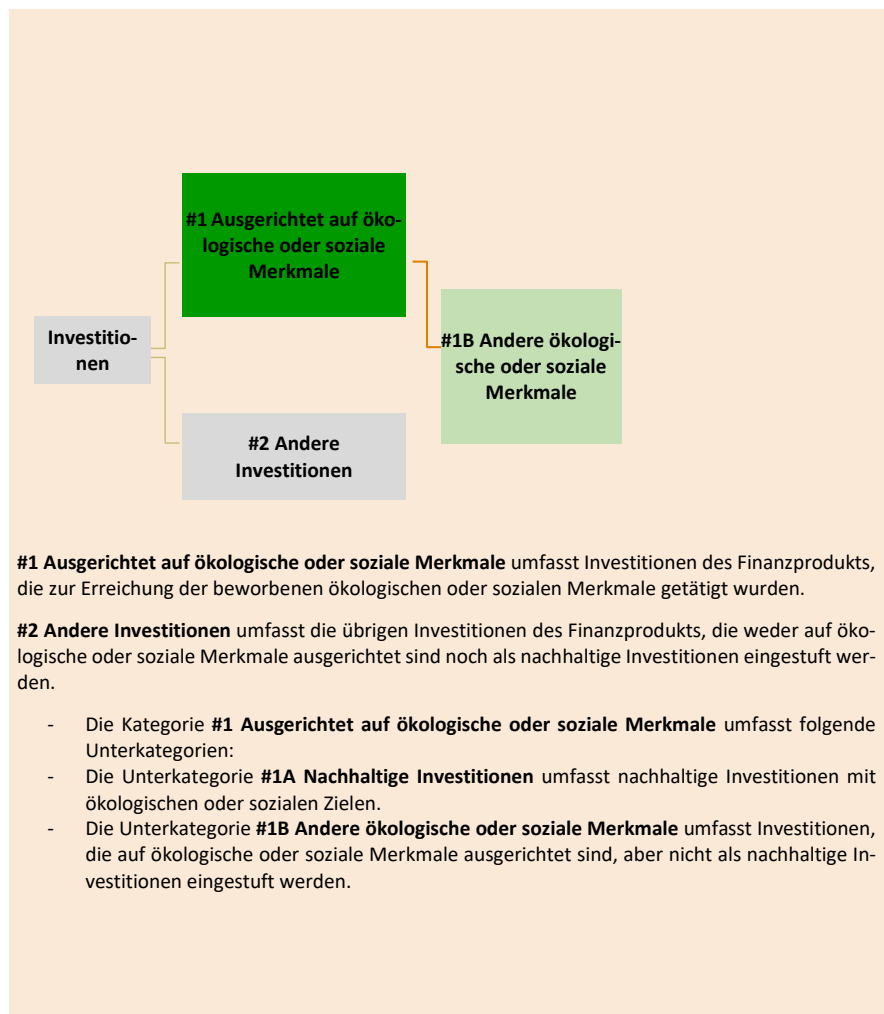 #1 Ausgerichtet auf öko-
logische oder soziale
Merkmale
Investitio-
nen
#1B Andere ökologi-
sche oder soziale
Merkmale
#2 Andere
Investitionen
#1 Ausgerichtet auf ökologische oder soziale Merkmale umfasst Investitionen des Finanzprodukts,
die zur Erreichung der beworbenen ökologischen oder sozialen Merkmale getätigt wurden.
#2 Andere Investitionen umfasst die übrigen Investitionen des Finanzprodukts, die weder auf öko-
logische oder soziale Merkmale ausgerichtet sind noch als nachhaltige Investitionen eingestuft wer-
den.
- Die Kategorie #1 Ausgerichtet auf ökologische oder soziale Merkmale umfasst folgende
Unterkategorien:
- Die Unterkategorie #1A Nachhaltige Investitionen umfasst nachhaltige Investitionen mit
ökologischen oder sozialen Zielen.
- Die Unterkategorie #1B Andere ökologische oder soziale Merkmale umfasst Investitionen,
die auf ökologische oder soziale Merkmale ausgerichtet sind, aber nicht als nachhaltige In-
vestitionen eingestuft werden.